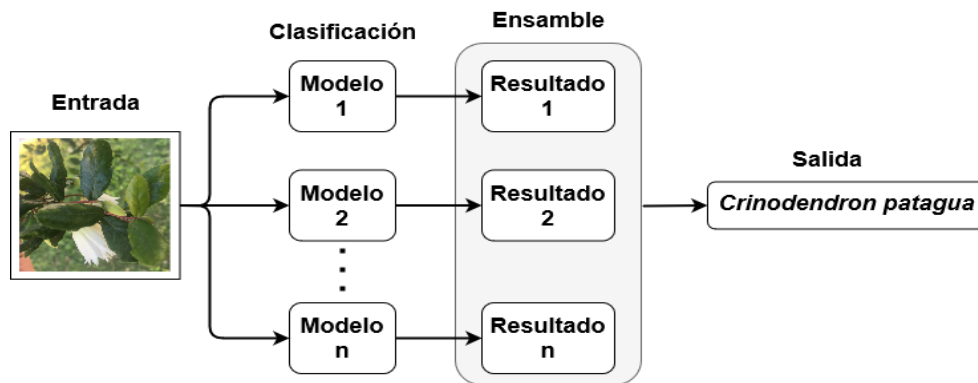 Entrada
Clasificación
Modelo
1
Modelo
2
Modelo
n
Ensamble
Resultado
1
Resultado
2
Resultado
n
Salida
Crinodendron patagua